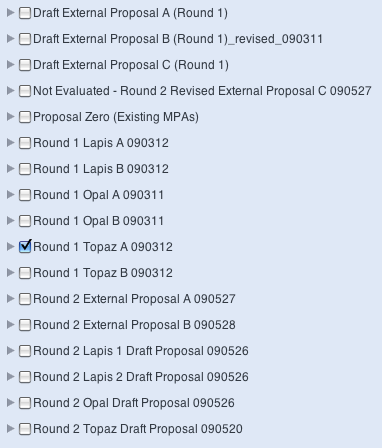 Draft External Proposal A (Round 1)
Draft External Proposal B (Round 1)_revised_090311
Draft External Proposal C (Round 1)
Not Evaluated - Round 2 Revised External Proposal C 090527
Proposal Zero (Existing MPAs)
Round 1 Lapis A 090312
Round 1 Lapis B 090312
Round 1 Opal A 090311
Round 1 Opal B 090311
Round 1 Topaz A 090312
Round 1 Topaz B 090312
Round 2 External Proposal A 090527
Round 2 External Proposal B 090528
Round 2 Lapis 1 Draft Proposal 090526
Round 2 Lapis 2 Draft Proposal 090526
Round 2 Opal Draft Proposal 090526
Round 2 Topaz Draft Proposal 090520